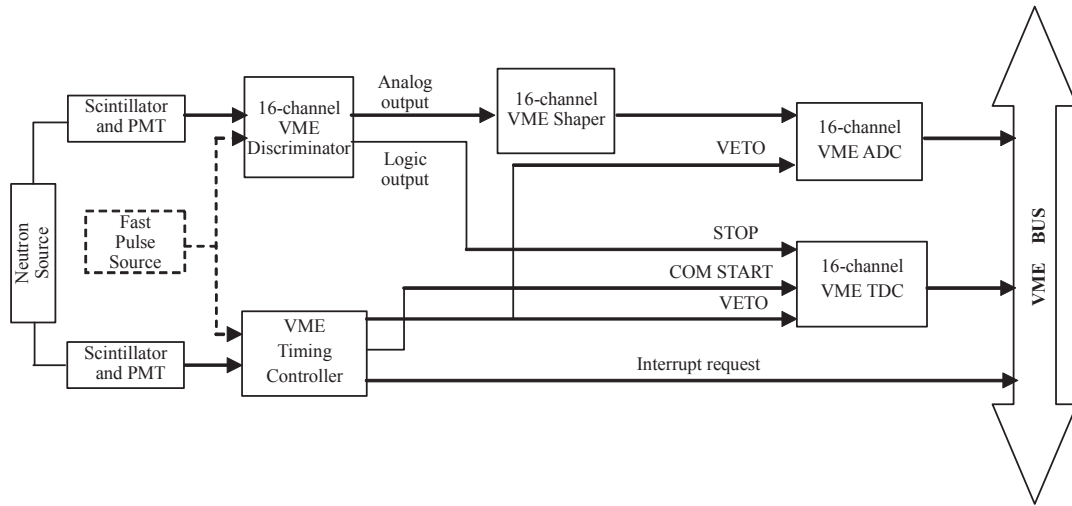 Neutron
Source
Scintillator
and PMT
Fast
Pulse
Source
Scintillator
and PMT
16-channel
VME
Discriminator
Analog
output
Logic
output
16-channel
VME Shaper
VME
Timing
Controller
VETO
STOP
COM START
VETO
Interrupt request
16-channel
VME ADC
16-channel
VME TDC
VME BUS